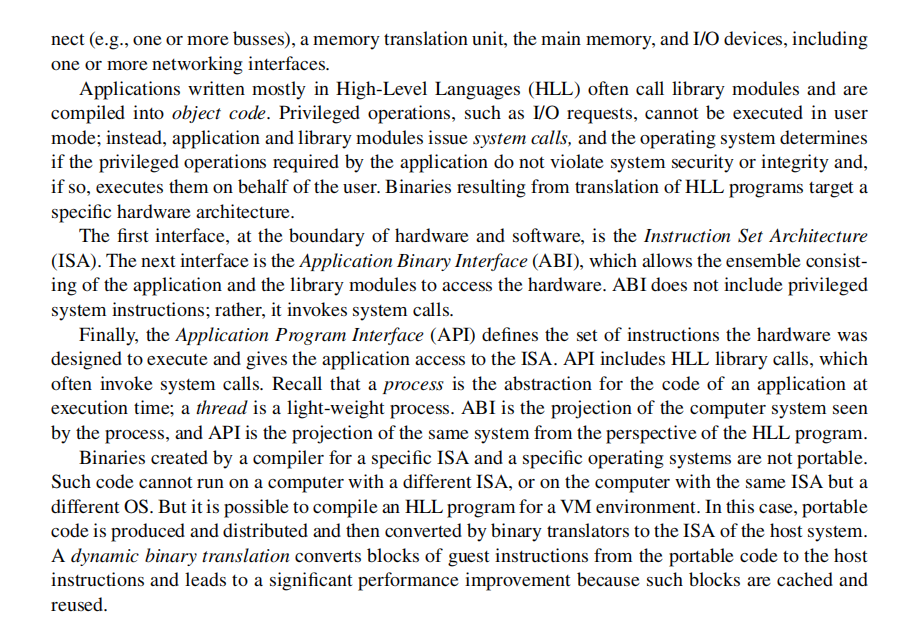 nect (e.g., one or more busses), a memory translation unit, the main memory, and I/O devices, including
one or more networking interfaces.
Applications written mostly in High-Level Languages (HLL) often call library modules and are
compiled into object code. Privileged operations, such as I/O requests, cannot be executed in user
mode; instead, application and library modules issue system calls, and the operating system determines
if the privileged operations required by the application do not violate system security or integrity and,
if so, executes them on behalf of the user. Binaries resulting from translation of HLL programs target a
specific hardware architecture.
The first interface, at the boundary of hardware and software, is the Instruction Set Architecture
(ISA). The next interface is the Application Binary Interface (ABI), which allows the ensemble consist-
ing of the application and the library modules to access the hardware. ABI does not include privileged
system instructions; rather, it invokes system calls.
Finally, the Application Program Interface (API) defines the set of instructions the hardware was
designed to execute and gives the application access to the ISA. API includes HLL library calls, which
often invoke system calls. Recall that a process is the abstraction for the code of an application at
execution time; a thread is a light-weight process. ABI is the projection of the computer system seen
by the process, and API is the projection of the same system from the perspective of the HLL program.
Binaries created by a compiler for a specific ISA and a specific operating systems are not portable.
Such code cannot run on a computer with a different ISA, or on the computer with the same ISA but a
different OS. But it is possible to compile an HLL program for a VM environment. In this case, portable
code is produced and distributed and then converted by binary translators to the ISA of the host system.
A dynamic binary translation converts blocks of guest instructions from the portable code to the host
instructions and leads to a significant performance improvement because such blocks are cached and
reused.